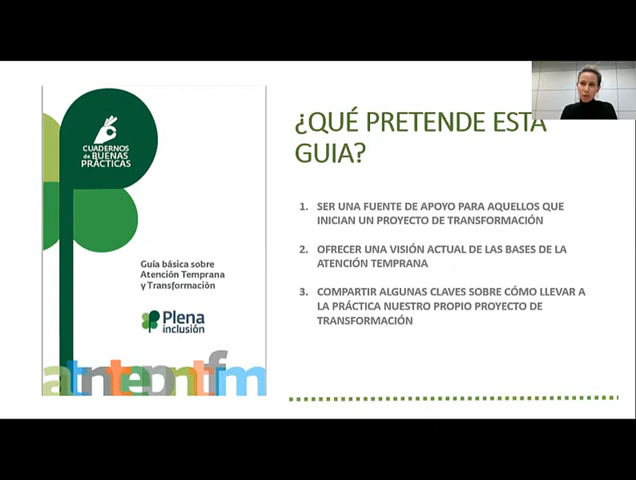 CUADERNOS
de BUENAS
PRÁCTICAS
Guía básica sobre
Atención Temprana
y Transformación
Plena
inclusión
¿QUÉ PRETENDE ESTA
GUIA?
1. SER UNA FUENTE DE APOYO PARA AQUELLOS QUE
INICIAN UN PROYECTO DE TRANSFORMACIÓN
2. OFRECER UNA VISIÓN ACTUAL DE LAS BASES DE LA
ATENCIÓN TEMPRANA
3. COMPARTIR ALGUNAS CLAVES SOBRE CÓMO LLEVAR A
LA PRÁCTICA NUESTRO PROPIO PROYECTO DE
TRANSFORMACIÓN